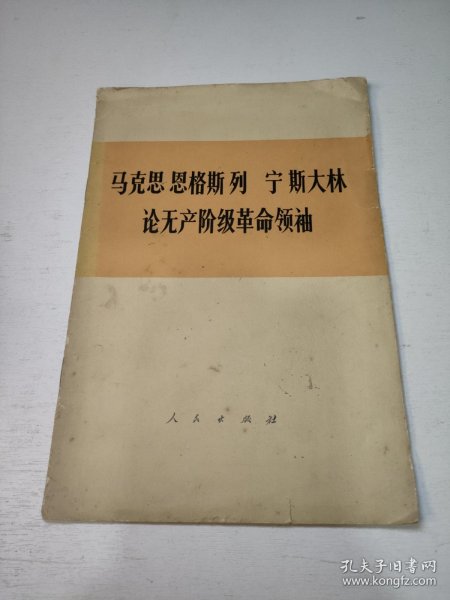 马克思 恩格斯 列 宁 斯大林
论无产阶级革命领袖
人民出版社
孔夫子旧书网
www.kongfz.com